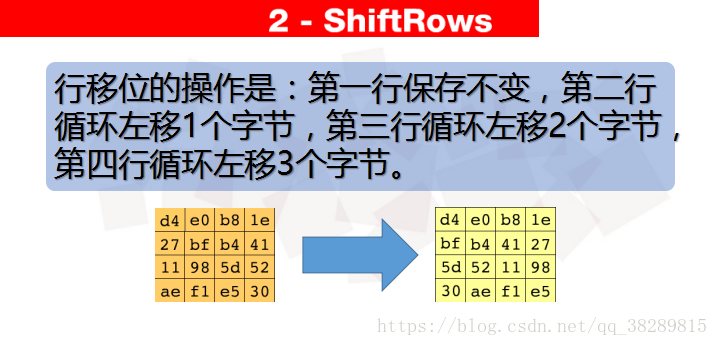 2 - ShiftRows
行移位的操作是：第一行保存不变，第二行
循环左移1个字节，第三行循环左移2个字节，
第四行循环左移3个字节。
d4 e0 b8 1e
27 bf b4 41
11 98 5d 52
ae f1 e5 30
d4 e0 b8 1e
bf b4 41 27
5d 52 11 98
30 ae f1 e5
https://blog.csdn.net/qq_38289815